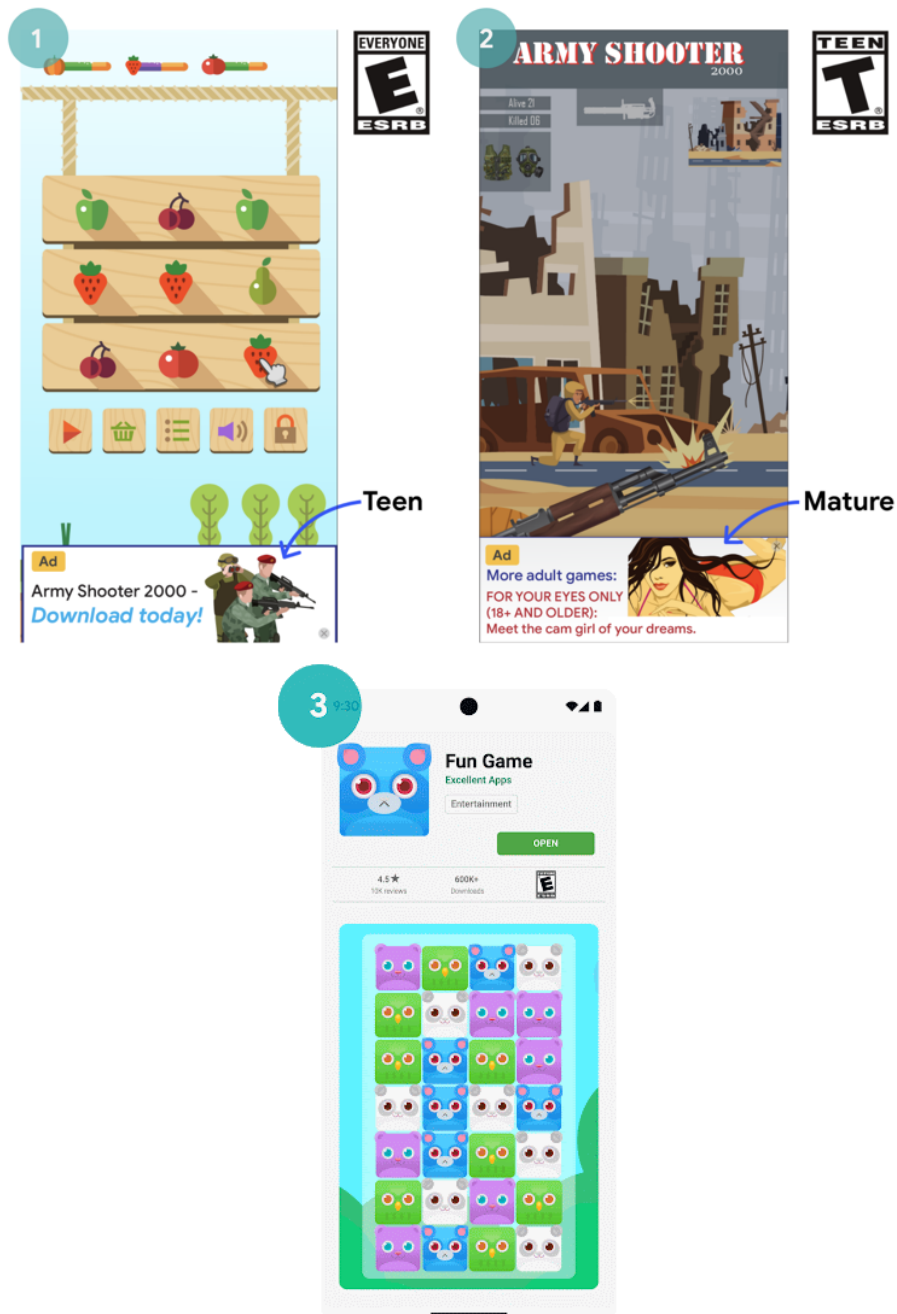 1
EVERYONE
E
®
ESRB
Teen
Ad
Army Shooter 2000 -
Download today!
2
ARMY SHOOTER
2000
TEEN
T
®
ESRB
Alive 21
Killed 06
Mature
Ad
More adult games:
FOR YOUR EYES ONLY
(18+ AND OLDER):
Meet the cam girl of your dreams.
3
9:30
Fun Game
Excellent Apps
Entertainment
OPEN
4.5★ 600K+ E
10K reviews Downloads